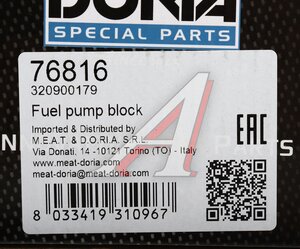 DORIA
SPECIAL PARTS
76816
320900179
Fuel pump block
Imported & Distributed by
M.E.A.T. & D.O.R.I.A. S.R.L.
Via Donati, 14 -10121 Torino (TO) - Italy
www.meat-doria.com
meat-doria@meat-doria.com
EAC
8 033419 310967